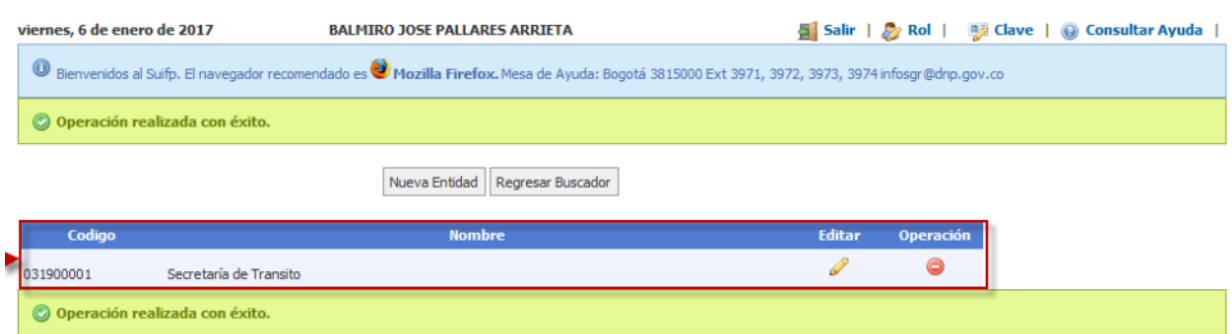 viernes, 6 de enero de 2017 BALMIRO JOSE PALLARES ARRIETA Salir | Rol | Clave | Consultar Ayuda |
Bienvenidos al Suifp. El navegador recomendado es Mozilla Firefox. Mesa de Ayuda: Bogotá 3815000 Ext 3971, 3972, 3973, 3974 infosgr@dnp.gov.co
Operación realizada con éxito.
Nueva Entidad Regresar Buscador
Codigo Nombre Editar Operación
031900001 Secretaría de Transito
Operación realizada con éxito.